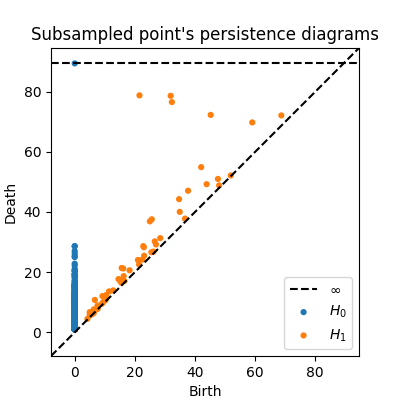 Subsampled point's persistence diagrams
Death
80
60
40
20
0
∞
H₀
H₁
0 20 40 60 80
Birth